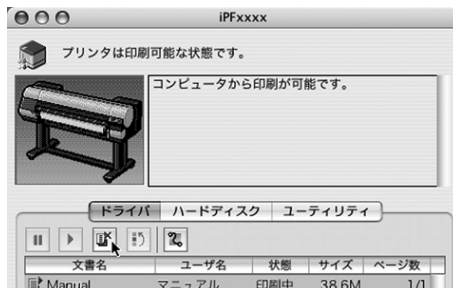 iPFxxxx
プリンタは印刷可能な状態です。
コンピュータから印刷が可能です。
ドライバ ハードディスク ユーティリティ
文書名 ユーザ名 状態 サイズ ページ数
Manual マニュアル 印刷中 38.6M 1/1